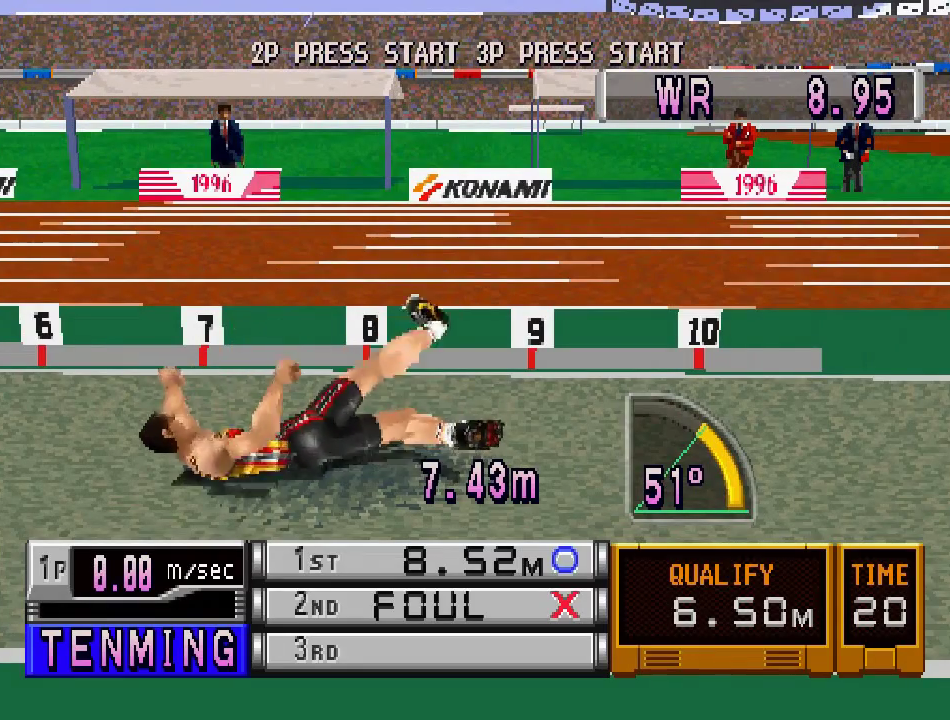 2P PRESS START 3P PRESS START
WR 8.95
1996
KONAMI
1996
6 7 8 9 10
7.43m
51°
1P 0.00 m/sec
TENMING
1ST 8.52M
2ND FOUL X
3RD
QUALIFY
6.50M
TIME
20